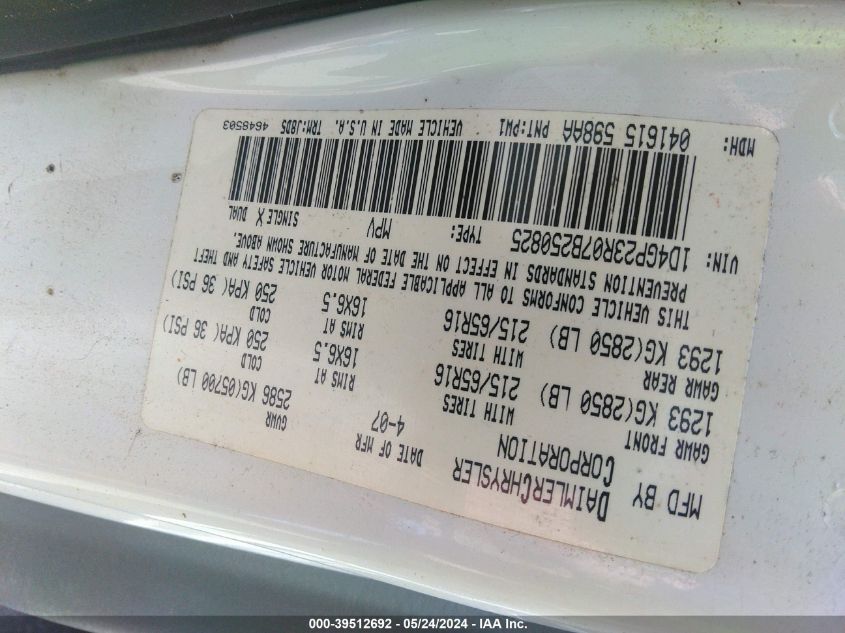 MFD BY DAIMLERCHRYSLER CORPORATION
DATE OF MFR 4-07
GVWR 2586 KG(05700 LB)
GAWR FRONT WITH TIRES RIMS AT COLD
1293 KG(2850 LB) 215/65R16 16X6.5 250 KPA(36 PSI)
GAWR REAR WITH TIRES RIMS AT COLD
1293 KG(2850 LB) 215/65R16 16X6.5 250 KPA(36 PSI)
THIS VEHICLE CONFORMS TO ALL APPLICABLE FEDERAL MOTOR VEHICLE SAFETY AND THEFT
PREVENTION STANDARDS IN EFFECT ON THE DATE OF MANUFACTURE SHOWN ABOVE.
VIN: 1D4GP23R07B250825 TYPE: MPV SINGLE X DUAL
MDH: 041615 598AA PNT:PW1 VEHICLE MADE IN U.S.A. TRM:J8D5 4648503
000-39512692 - 05/24/2024 - IAA Inc.